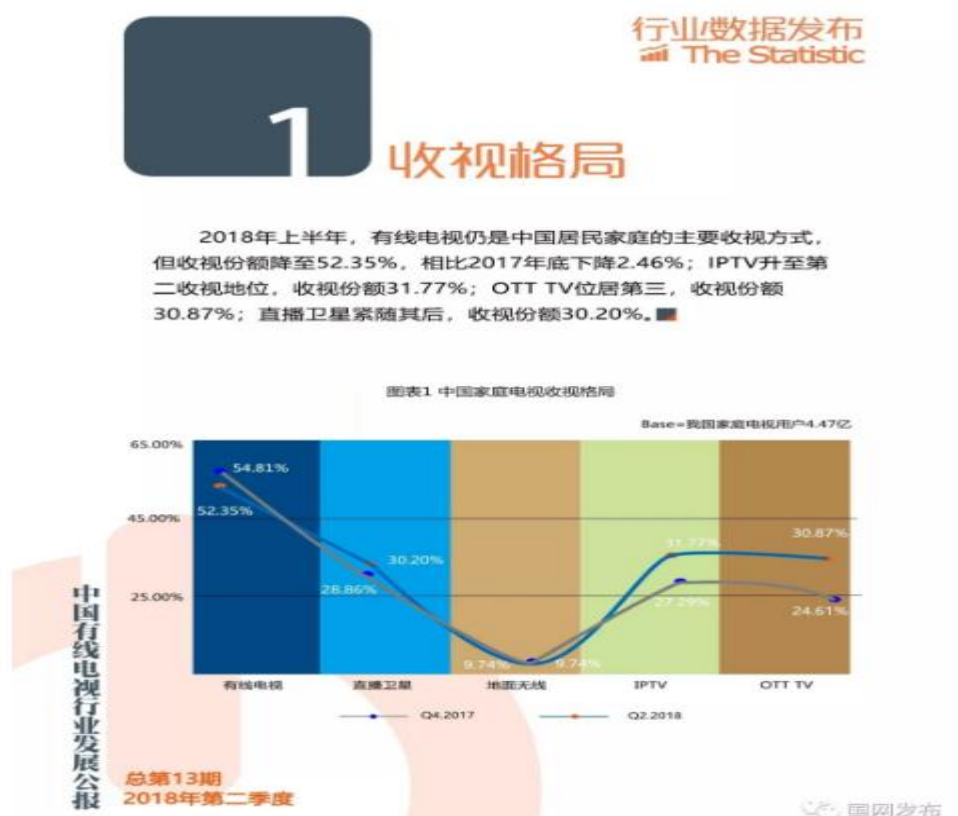 行业数据发布
The Statistic
1
收视格局
2018年上半年，有线电视仍是中国居民家庭的主要收视方式，
但收视份额降至52.35%，相比2017年底下降2.46%；IPTV升至第
二收视地位，收视份额31.77%；OTT TV位居第三，收视份额
30.87%；直播卫星紧随其后，收视份额30.20%。
图表1 中国家庭电视收视格局
Base=我国家庭电视用户4.47亿
65.00%
54.81%
52.35%
45.00%
30.87%
31.77%
30.20%
28.86%
25.00%
27.29%
24.61%
9.74%
9.74%
有线电视
直播卫星
地面无线
IPTV
OTT TV
Q4.2017
Q2.2018
中国有线电视行业发展公报
总第13期
2018年第二季度
国网发布